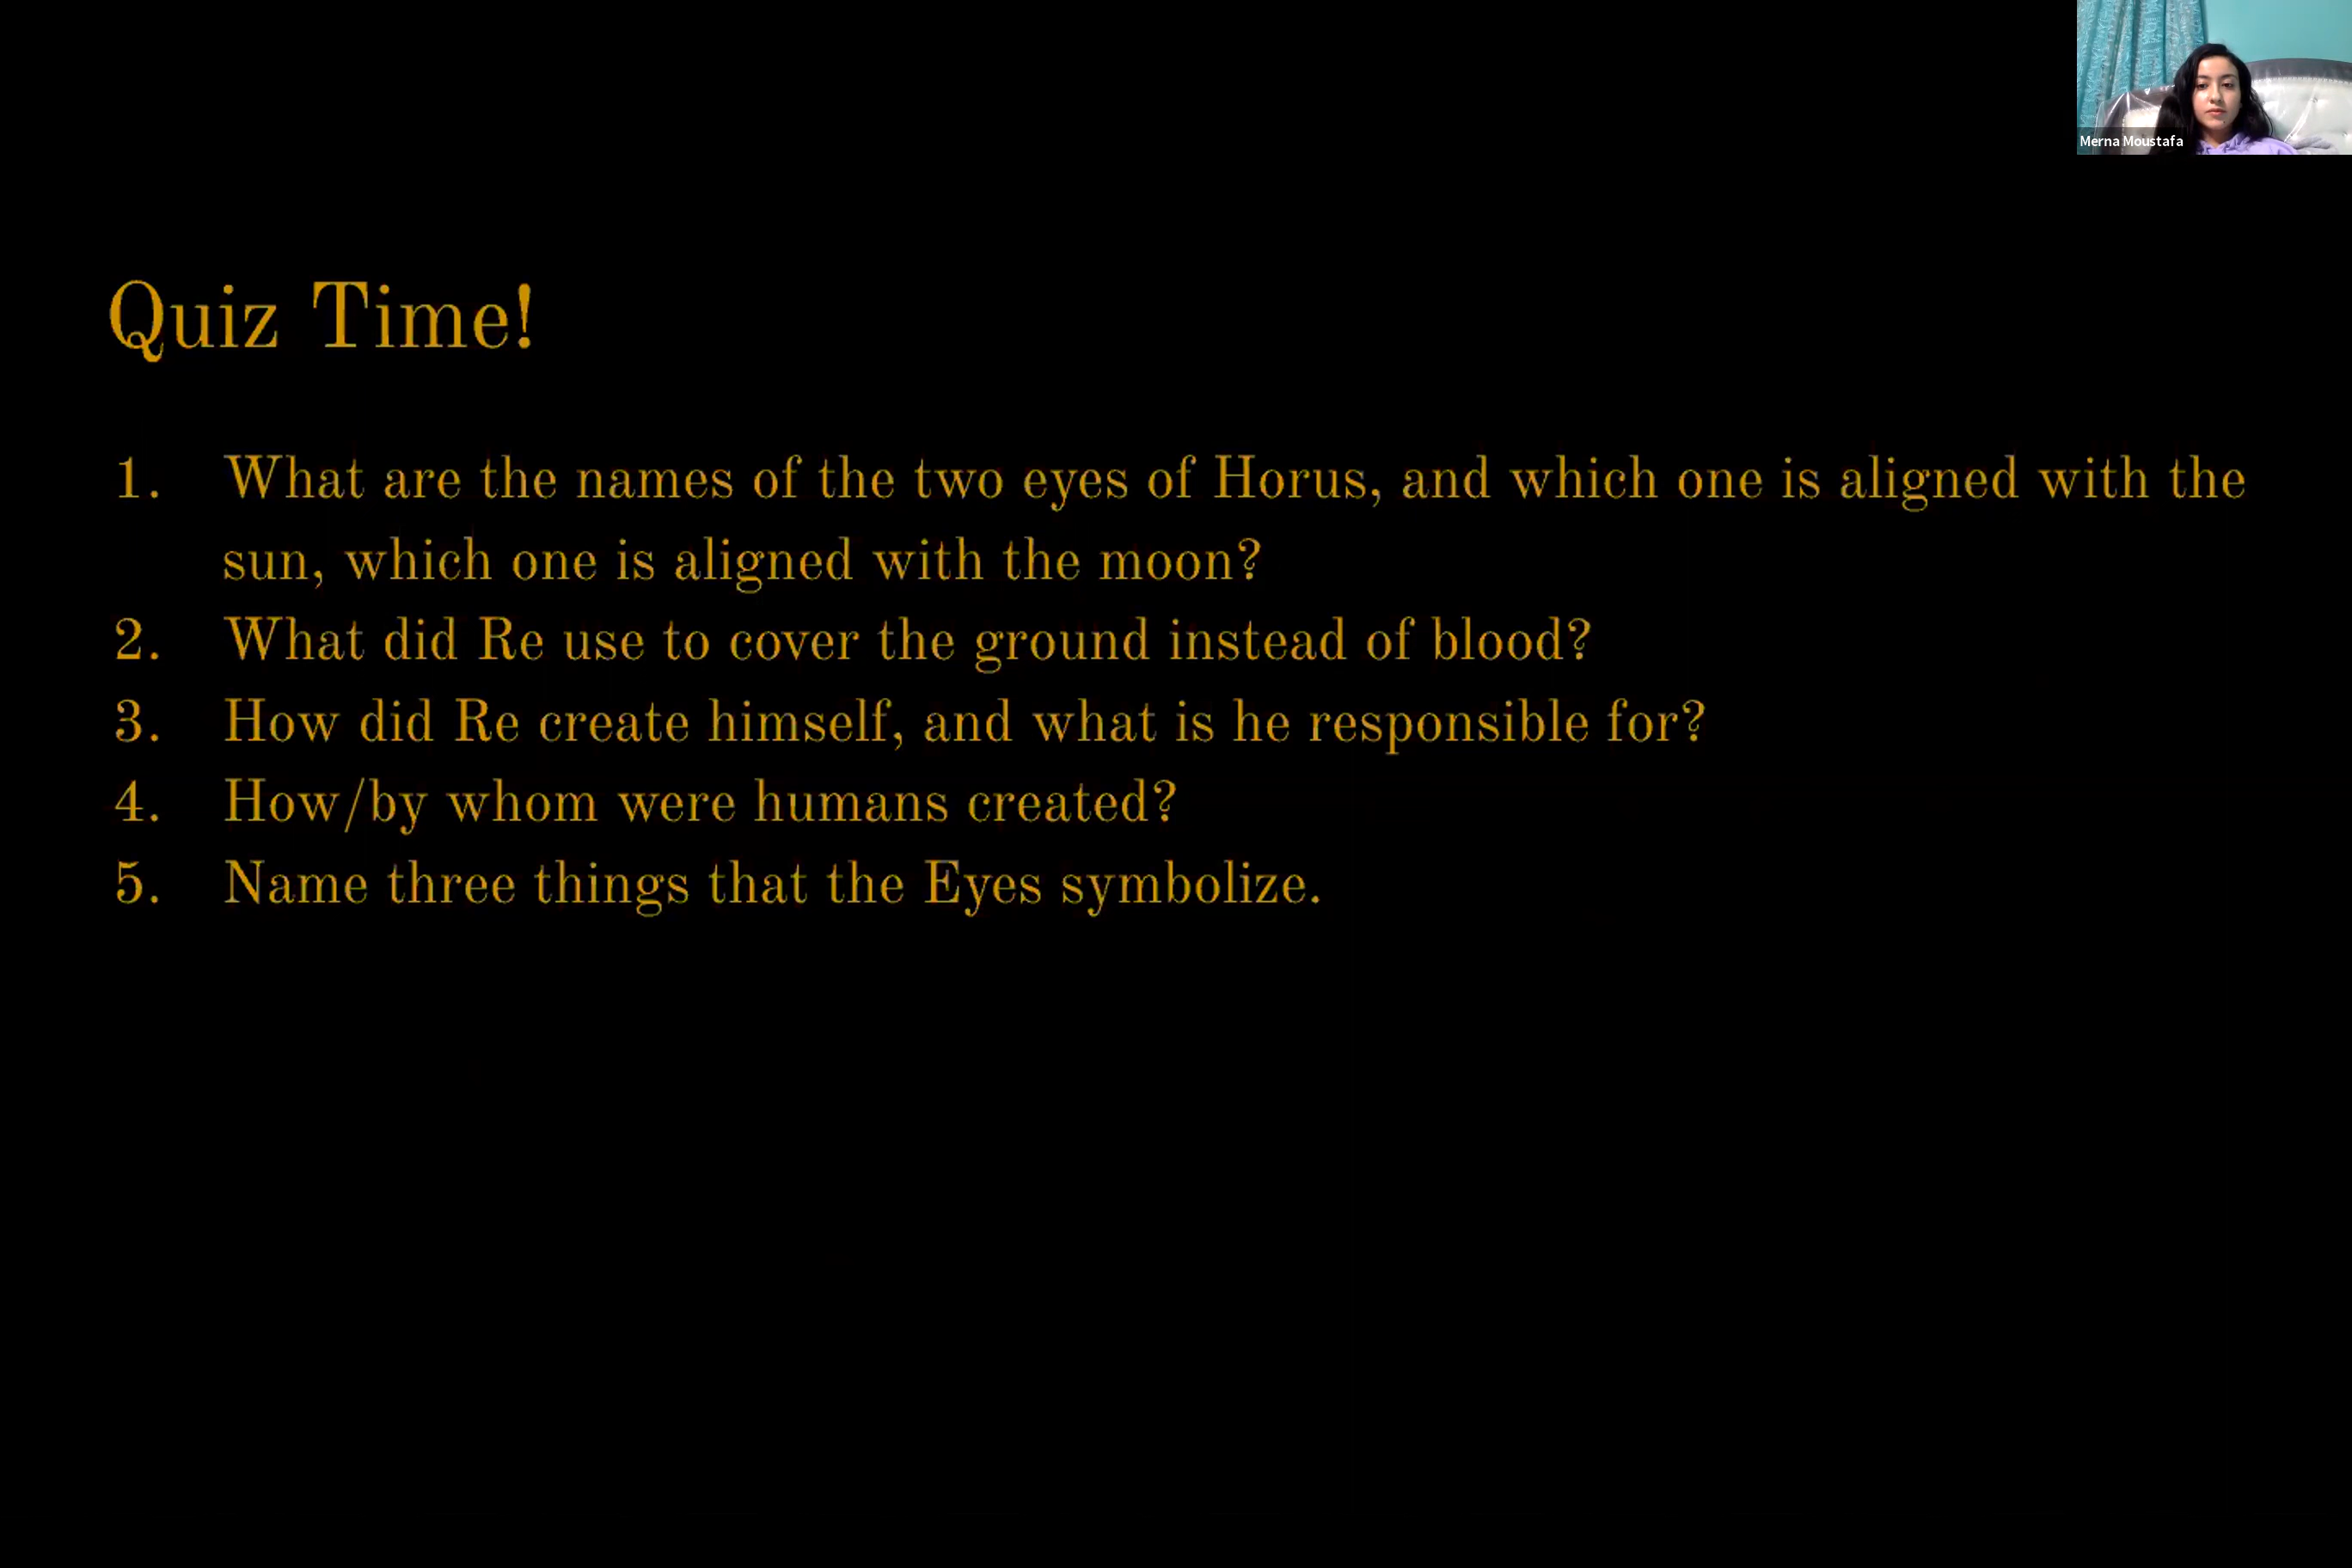 Merna Moustafa
Quiz Time!
1. What are the names of the two eyes of Horus, and which one is aligned with the
sun, which one is aligned with the moon?
2. What did Re use to cover the ground instead of blood?
3. How did Re create himself, and what is he responsible for?
4. How/by whom were humans created?
5. Name three things that the Eyes symbolize.